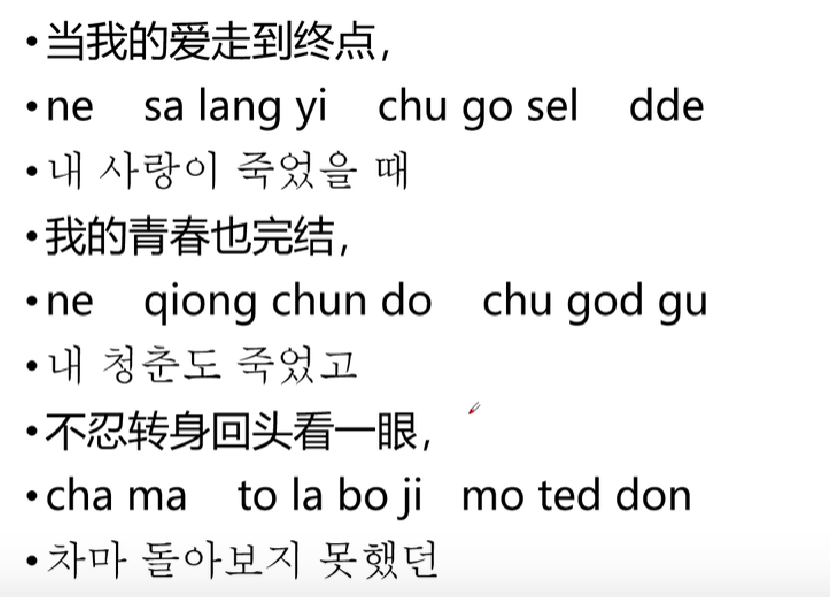 •当我的爱走到终点，
•ne sa lang yi chu go sel dde
•내 사랑이 죽었을 때
•我的青春也完结，
•ne qiong chun do chu god gu
•내 청춘도 죽었고
•不忍转身回头看一眼，
•cha ma to la bo ji mo ted don
•차마 돌아보지 못했던